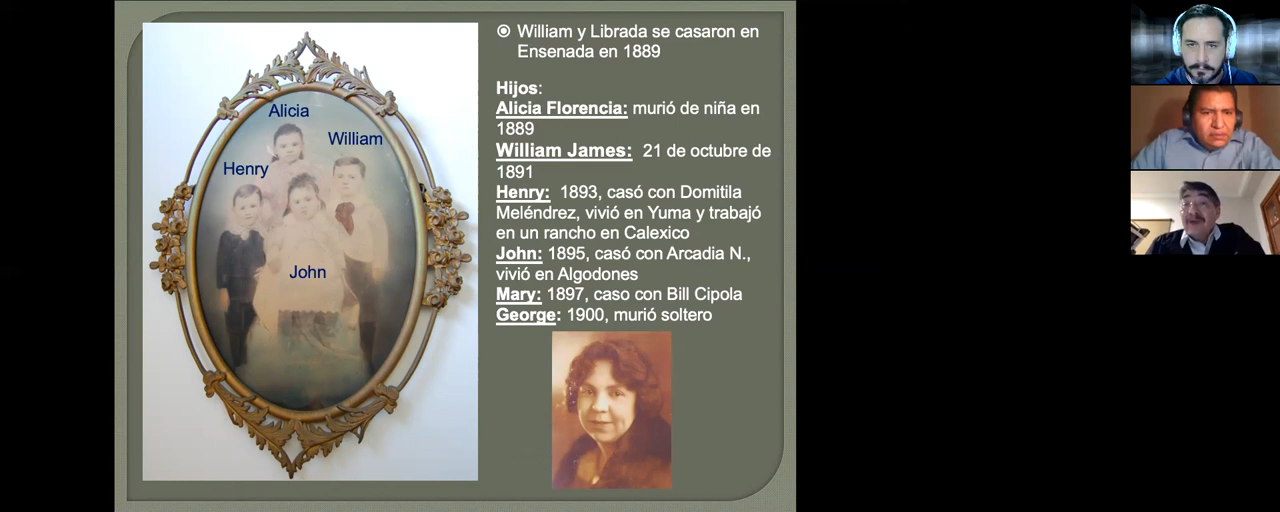 Alicia
William
Henry
John
William y Librada se casaron en
Ensenada en 1889
Hijos:
Alicia Florencia: murió de niña en
1889
William James: 21 de octubre de
1891
Henry: 1893, casó con Domitila
Meléndrez, vivió en Yuma y trabajó
en un rancho en Calexico
John: 1895, casó con Arcadia N.,
vivió en Algodones
Mary: 1897, caso con Bill Cipola
George: 1900, murió soltero